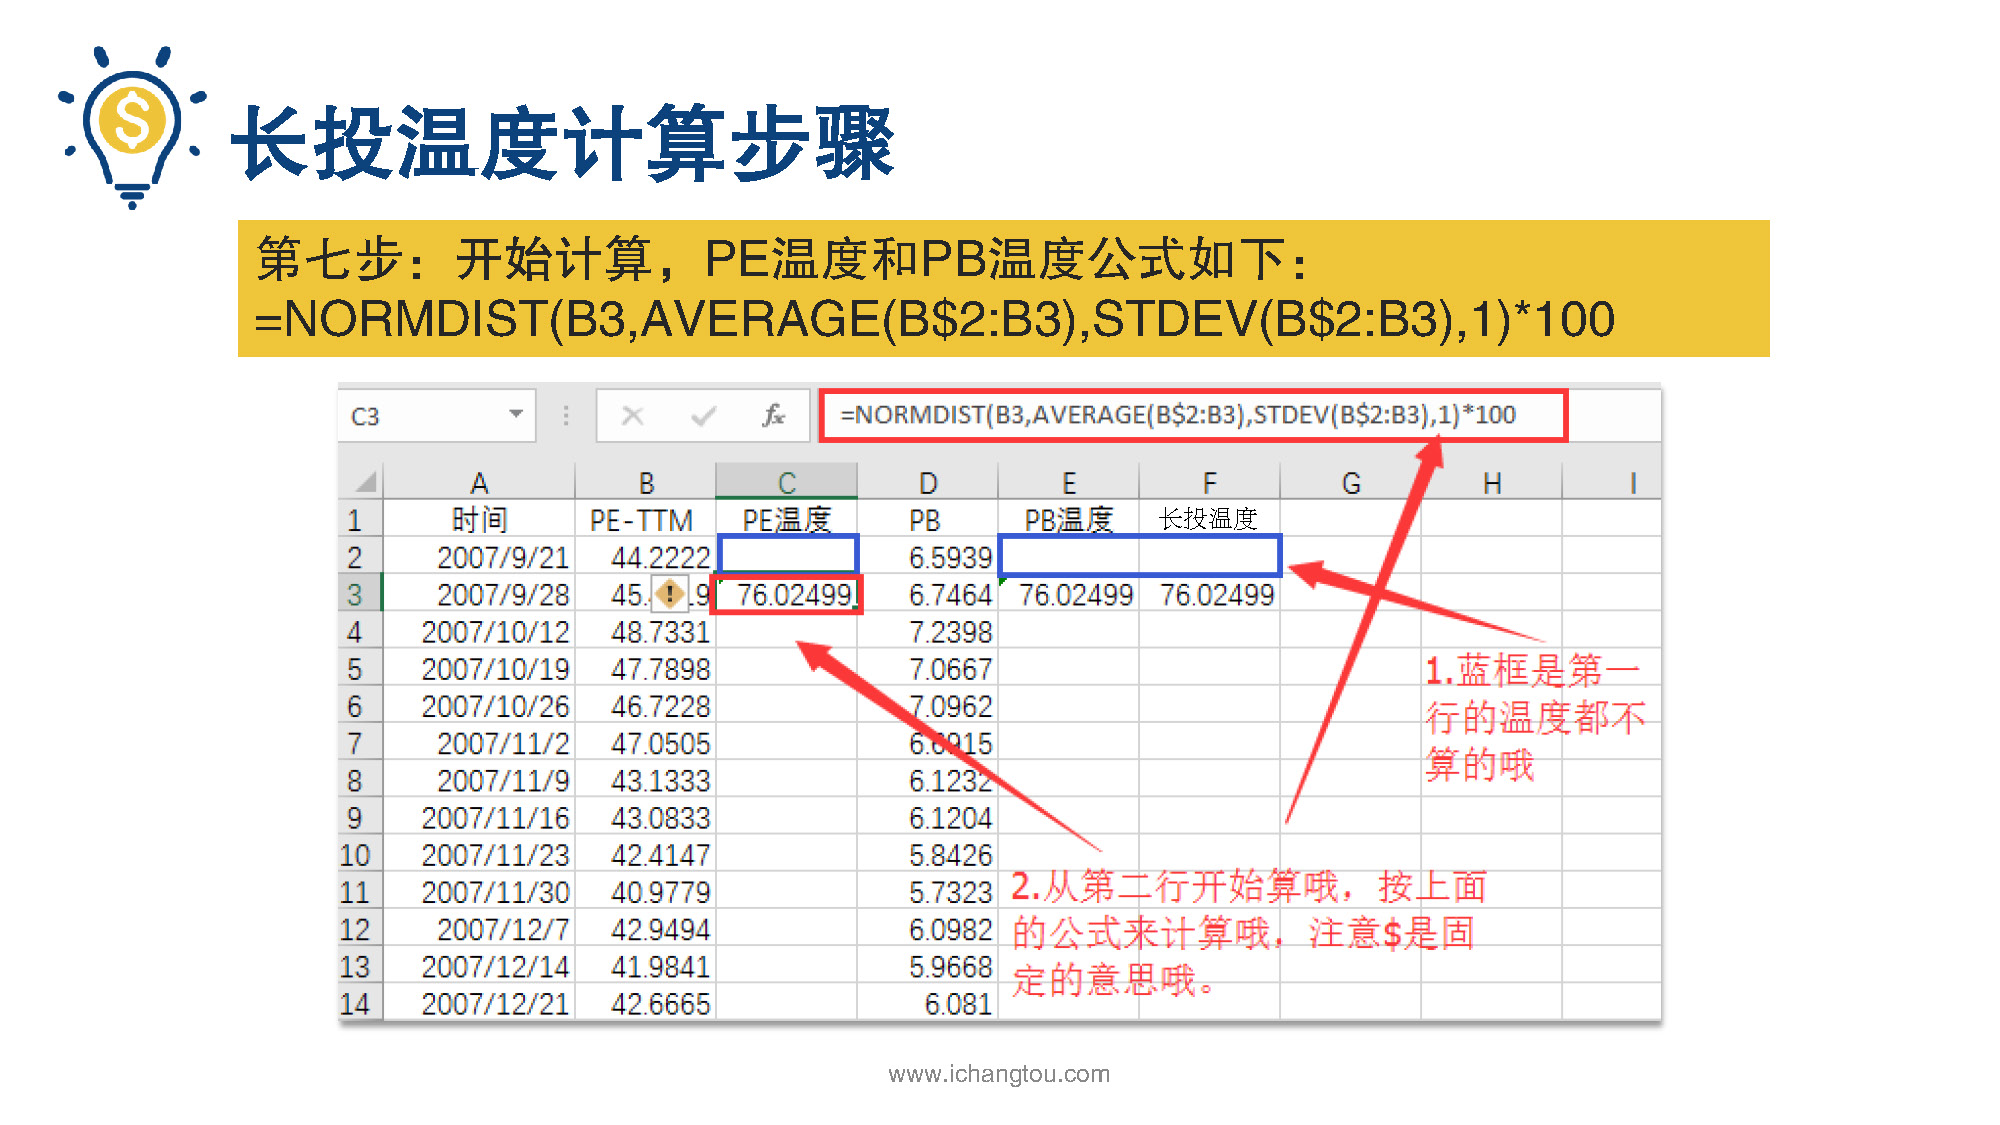 长投温度计算步骤
第七步：开始计算，PE温度和PB温度公式如下：
=NORMDIST(B3,AVERAGE(B$2:B3),STDEV(B$2:B3),1)*100
C3 fx =NORMDIST(B3,AVERAGE(B$2:B3),STDEV(B$2:B3),1)*100
A B C D E F G H I
1 时间 PE-TTM PE温度 PB PB温度 长投温度
2 2007/9/21 44.2222 6.5939
3 2007/9/28 76.02499 6.7464 76.02499 76.02499
4 2007/10/12 48.7331 7.2398
5 2007/10/19 47.7898 7.0667
6 2007/10/26 46.7228 7.0962
7 2007/11/2 47.0505
8 2007/11/9 43.1333 6.1232
9 2007/11/16 43.0833 6.1204
10 2007/11/23 42.4147 5.8426
11 2007/11/30 40.9779 5.7323
12 2007/12/7 42.9494 6.0982
13 2007/12/14 41.9841 5.9668
14 2007/12/21 42.6665 6.081
1.蓝框是第一
行的温度都不
算的哦
2.从第二行开始算哦，按上面
的公式来计算哦，注意$是固
定的意思哦。
www.ichangtou.com